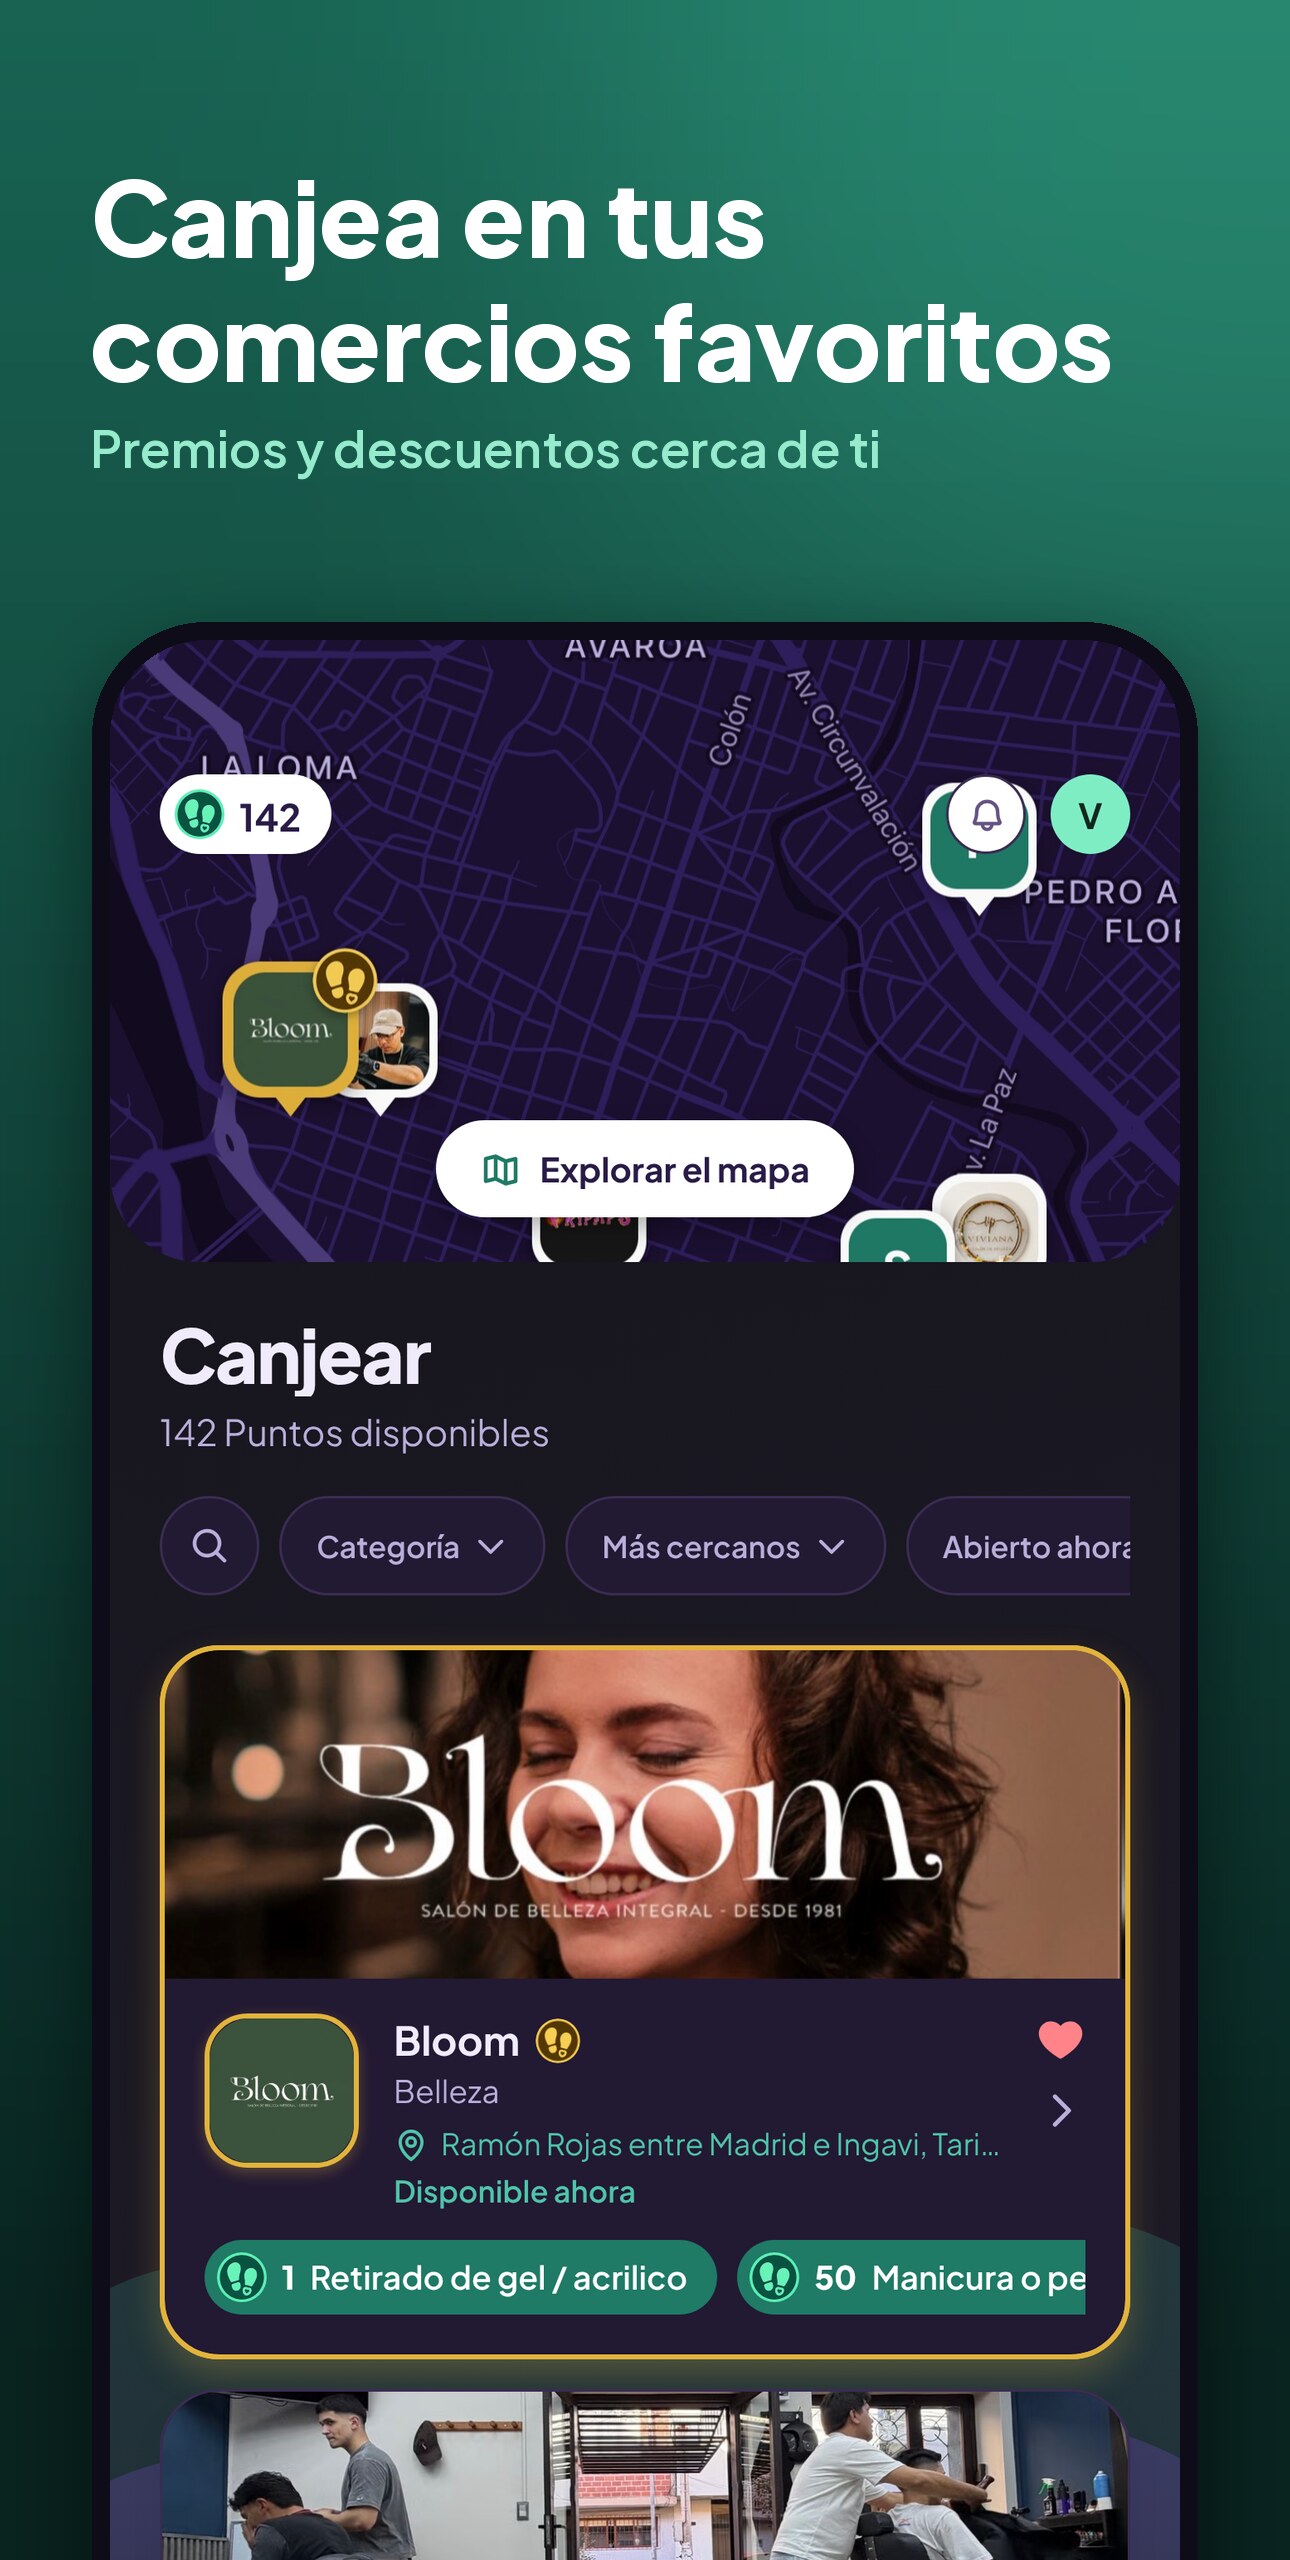 Canjea en tus
comercios favoritos
Premios y descuentos cerca de ti
AVAROA
Colón
Av. Circunvalación
LA LOMA
142
V
PEDRO A
FLOR
Bloom
v. La Paz
Explorar el mapa
VIVIANA
S
Canjear
142 Puntos disponibles
Categoría
Más cercanos
Abierto ahora
Bloom
SALÓN DE BELLEZA INTEGRAL - DESDE 1981
Bloom
Bloom
Belleza
Ramón Rojas entre Madrid e Ingavi, Tari...
Disponible ahora
1 Retirado de gel / acrilico
50 Manicura o pe